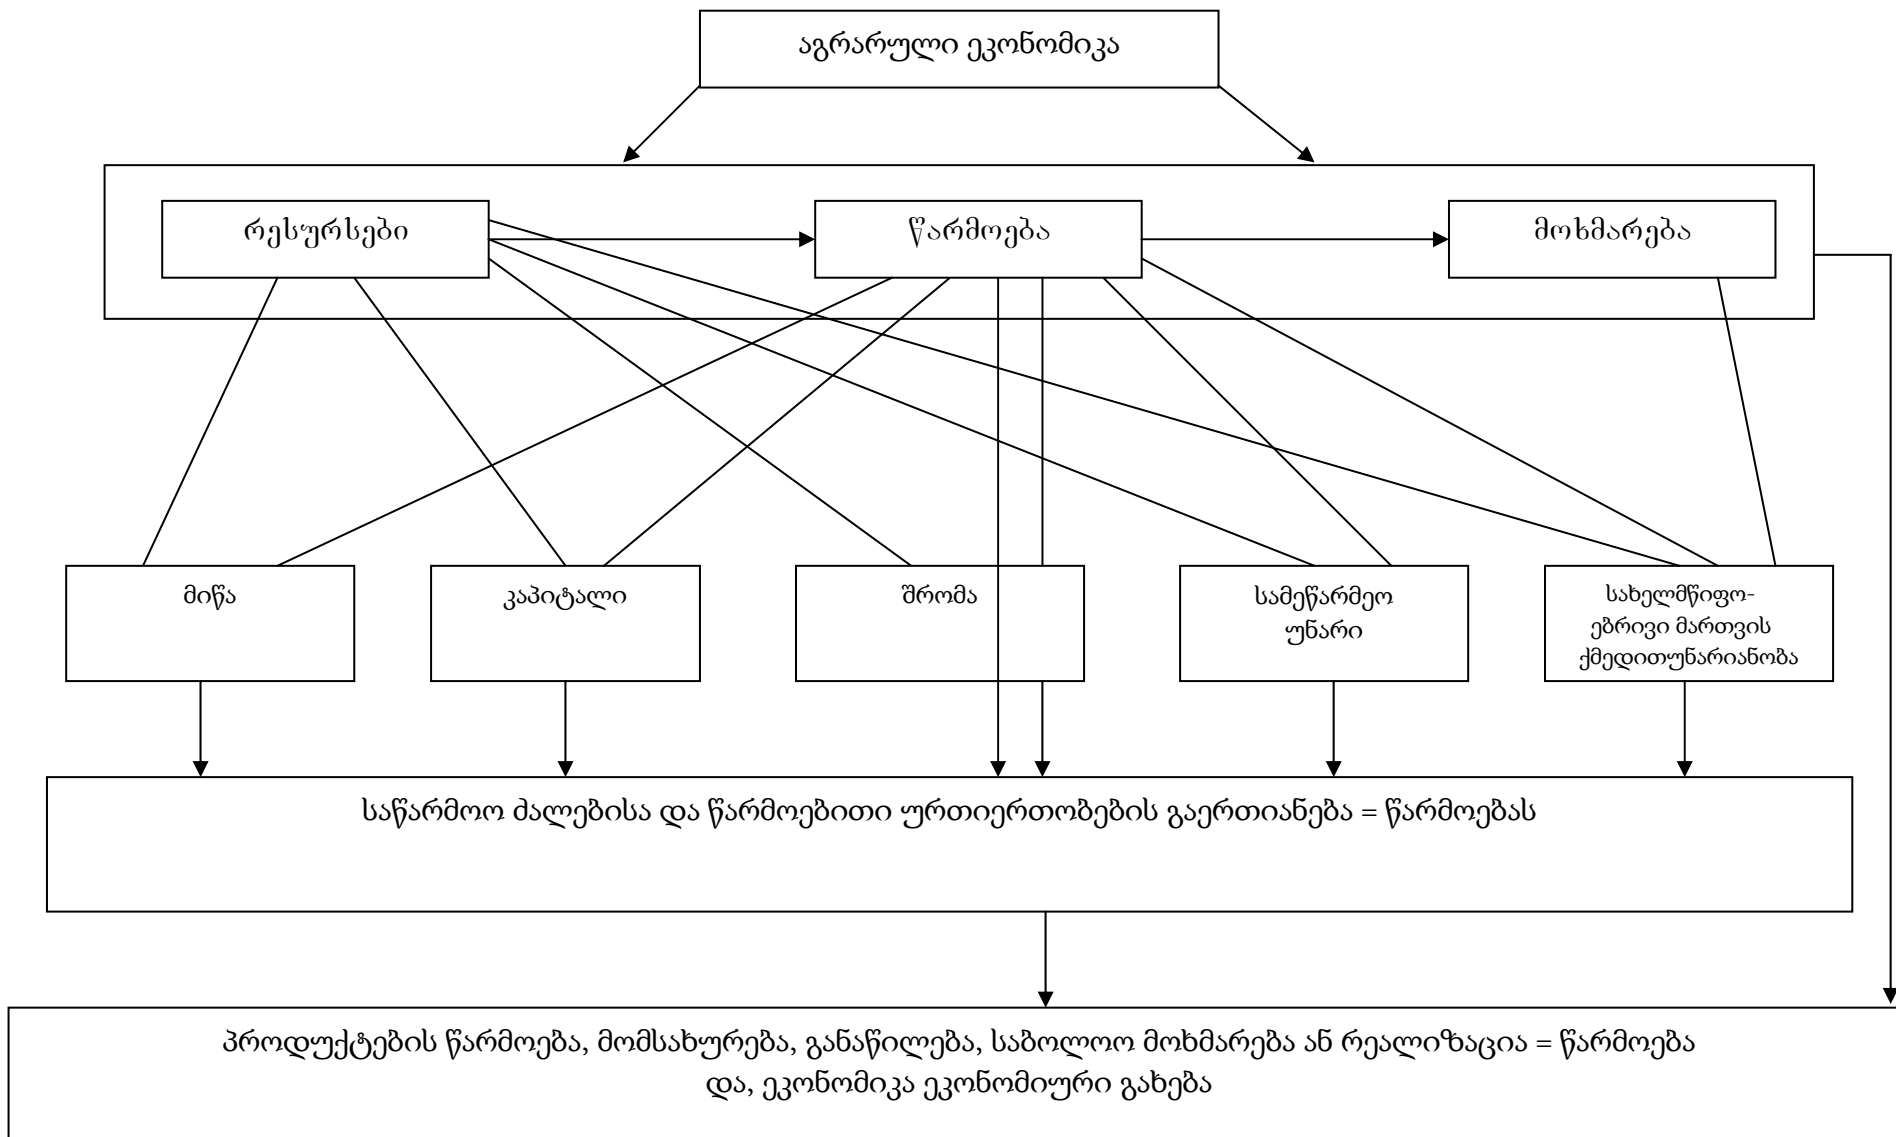 აგრარული ეკონომიკა
რესურსები
წარმოება
მოხმარება
მიწა
კაპიტალი
შრომა
სამეწარმეო
უნარი
სახელმწიფო-
ებრივი მართვის
ქმედითუნარიანობა
საწარმოო ძალებისა და წარმოებითი ურთიერთობების გაერთიანება = წარმოებას
პროდუქტების წარმოება, მომსახურება, განაწილება, საბოლოო მოხმარება ან რეალიზაცია = წარმოება
და, ეკონომიკა ეკონომიური გახება